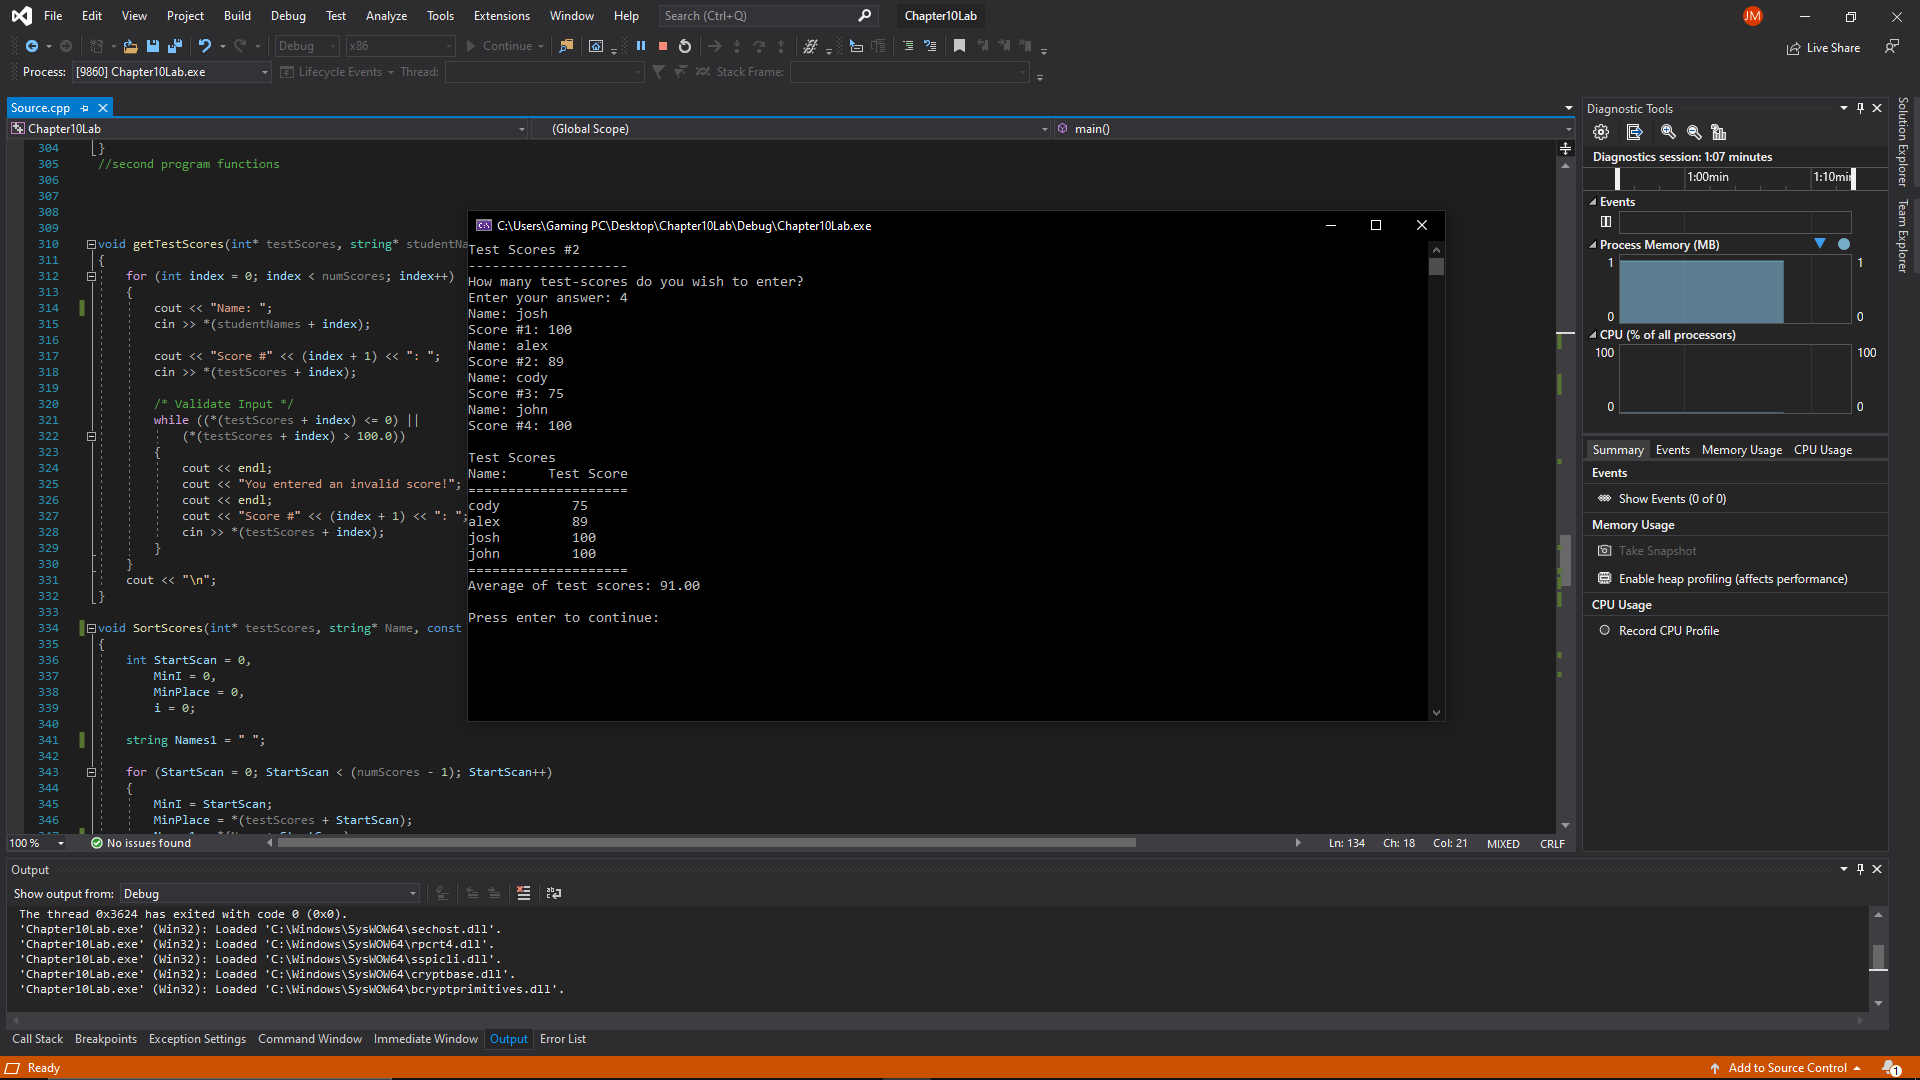 File Edit View Project Build Debug Test Analyze Tools Extensions Window Help Search (Ctrl+Q) Chapter10Lab JM
Debug x86 Continue Live Share
Process: [9860] Chapter10Lab.exe Lifecycle Events Thread: Stack Frame:
Source.cpp
Chapter10Lab (Global Scope) main()
304 }
305 //second program functions
306
307
308
309
310 void getTestScores(int* testScores, string* studentNa
311 {
312 for (int index = 0; index < numScores; index++)
313 {
314 cout << "Name: ";
315 cin >> *(studentNames + index);
316
317 cout << "Score #" << (index + 1) << ": ";
318 cin >> *(testScores + index);
319
320 /* Validate Input */
321 while ((*(testScores + index) <= 0) ||
322 (*(testScores + index) > 100.0))
323 {
324 cout << endl;
325 cout << "You entered an invalid score!";
326 cout << endl;
327 cout << "Score #" << (index + 1) << ": ";
328 cin >> *(testScores + index);
329 }
330 }
331 cout << "\n";
332 }
333
334 void SortScores(int* testScores, string* Name, const
335 {
336 int StartScan = 0,
337 MinI = 0,
338 MinPlace = 0,
339 i = 0;
340
341 string Names1 = " ";
342
343 for (StartScan = 0; StartScan < (numScores - 1); StartScan++)
344 {
345 MinI = StartScan;
346 MinPlace = *(testScores + StartScan);
C:\Users\Gaming PC\Desktop\Chapter10Lab\Debug\Chapter10Lab.exe
Test Scores #2
--------------------
How many test-scores do you wish to enter?
Enter your answer: 4
Name: josh
Score #1: 100
Name: alex
Score #2: 89
Name: cody
Score #3: 75
Name: john
Score #4: 100
Test Scores
Name: Test Score
====================
cody 75
alex 89
josh 100
john 100
====================
Average of test scores: 91.00
Press enter to continue:
100 % No issues found Ln: 134 Ch: 18 Col: 21 MIXED CRLF
Diagnostic Tools
Diagnostics session: 1:07 minutes
1:00min 1:10min
Events
Process Memory (MB)
1 1
0 0
CPU (% of all processors)
100 100
0 0
Summary Events Memory Usage CPU Usage
Events
Show Events (0 of 0)
Memory Usage
Take Snapshot
Enable heap profiling (affects performance)
CPU Usage
Record CPU Profile
Solution Explorer
Team Explorer
Output
Show output from: Debug
The thread 0x3624 has exited with code 0 (0x0).
'Chapter10Lab.exe' (Win32): Loaded 'C:\Windows\SysWOW64\sechost.dll'.
'Chapter10Lab.exe' (Win32): Loaded 'C:\Windows\SysWOW64\rpcrt4.dll'.
'Chapter10Lab.exe' (Win32): Loaded 'C:\Windows\SysWOW64\sspicli.dll'.
'Chapter10Lab.exe' (Win32): Loaded 'C:\Windows\SysWOW64\cryptbase.dll'.
'Chapter10Lab.exe' (Win32): Loaded 'C:\Windows\SysWOW64\bcryptprimitives.dll'.
Call Stack Breakpoints Exception Settings Command Window Immediate Window Output Error List
Ready Add to Source Control 1